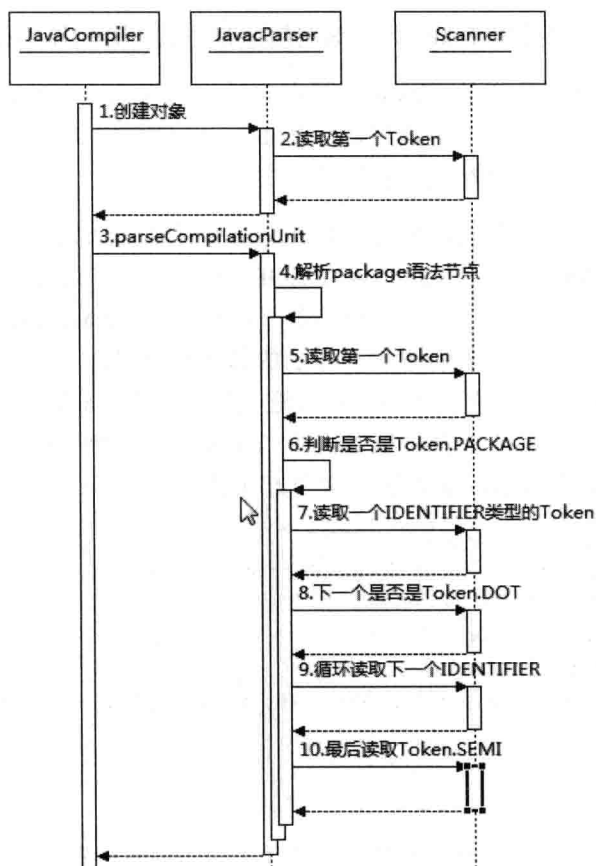 JavaCompiler
JavacParser
Scanner
1.创建对象
2.读取第一个Token
3.parseCompilationUnit
4.解析package语法节点
5.读取第一个Token
6.判断是否是Token.PACKAGE
7.读取一个IDENTIFIER类型的Token
8.下一个是否是Token.DOT
9.循环读取下一个IDENTIFIER
10.最后读取Token.SEMI